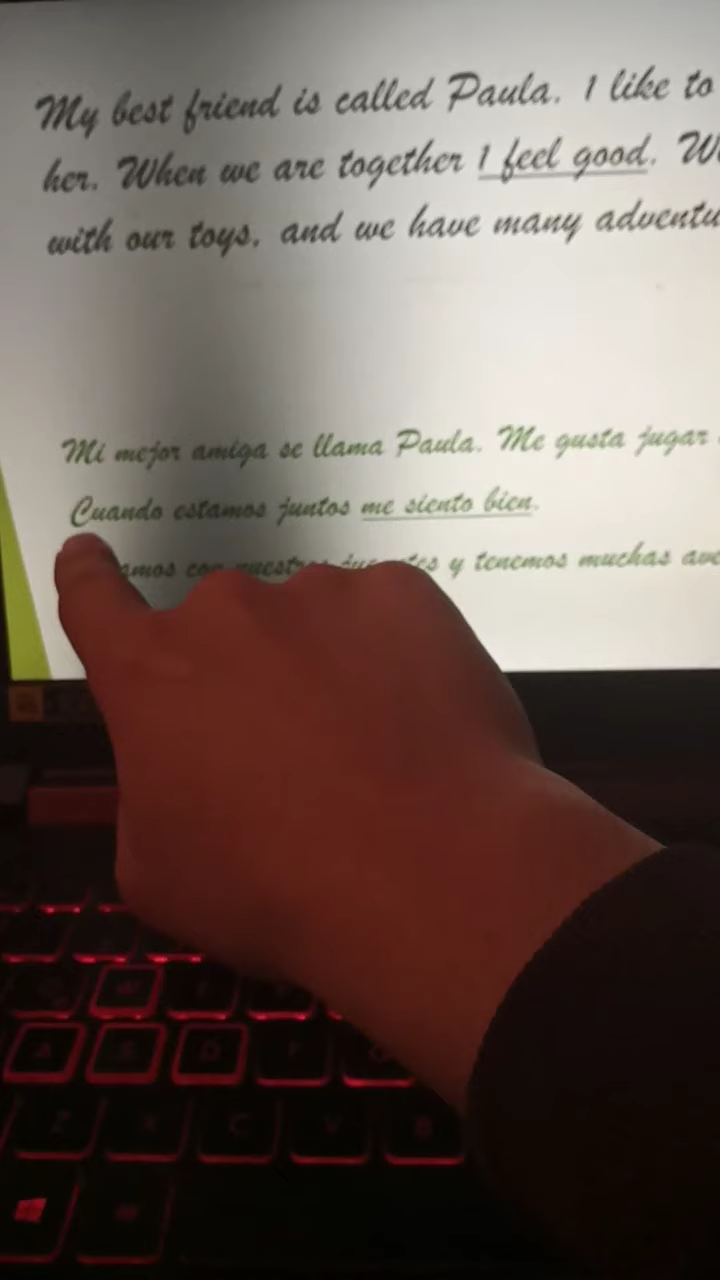 My best friend is called Paula. I like to
her. When we are together I feel good. We
with our toys, and we have many adventu
Mi mejor amiga se llama Paula. Me gusta jugar
Cuando estamos juntos me siento bien.
y tenemos muchas ave
A S D F
Z X C V B